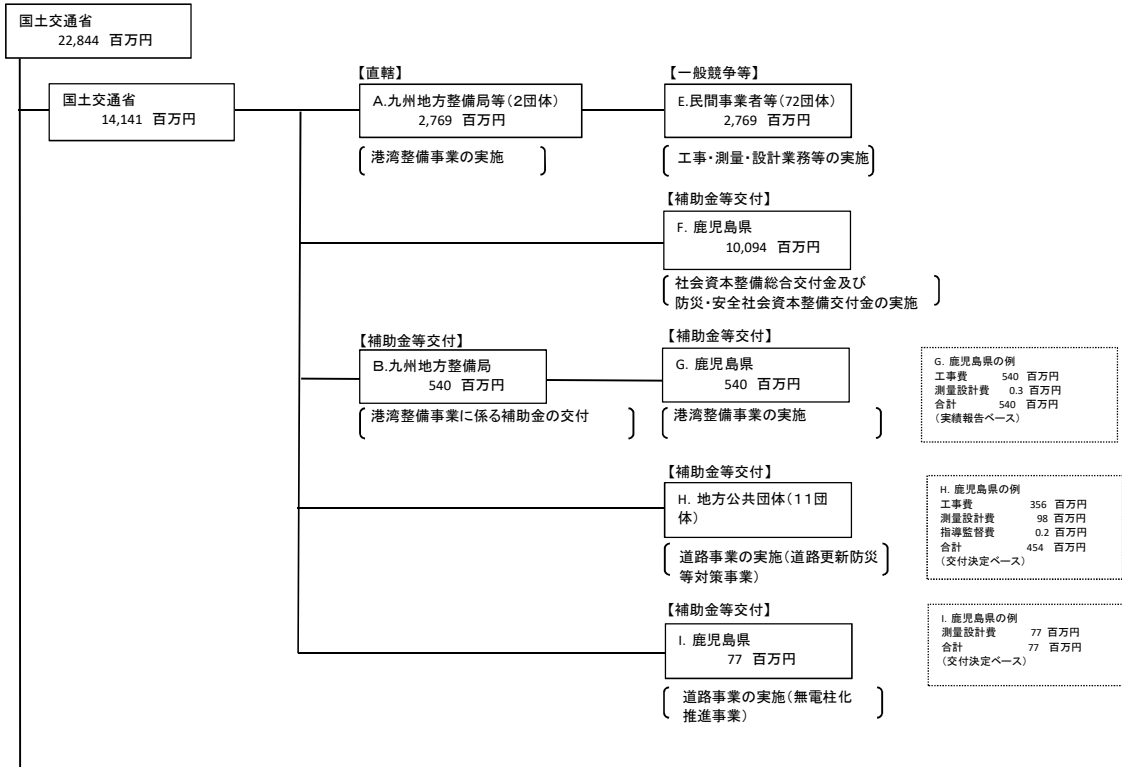 国土交通省
22,844 百万円
国土交通省
14,141 百万円
【直轄】
A.九州地方整備局等(2団体)
2,769 百万円
港湾整備事業の実施
【一般競争等】
E.民間事業者等(72団体)
2,769 百万円
工事・測量・設計業務等の実施
【補助金等交付】
F. 鹿児島県
10,094 百万円
社会資本整備総合交付金及び
防災・安全社会資本整備交付金の実施
【補助金等交付】
B.九州地方整備局
540 百万円
港湾整備事業に係る補助金の交付
【補助金等交付】
G. 鹿児島県
540 百万円
港湾整備事業の実施
G. 鹿児島県の例
工事費 540 百万円
測量設計費 0.3 百万円
合計 540 百万円
(実績報告ベース)
【補助金等交付】
H. 地方公共団体(11団
体)
道路事業の実施(道路更新防災
等対策事業)
H. 鹿児島県の例
工事費 356 百万円
測量設計費 98 百万円
指導監督費 0.2 百万円
合計 454 百万円
(交付決定ベース)
【補助金等交付】
I. 鹿児島県
77 百万円
道路事業の実施(無電柱化
推進事業)
I. 鹿児島県の例
測量設計費 77 百万円
合計 77 百万円
(交付決定ベース)